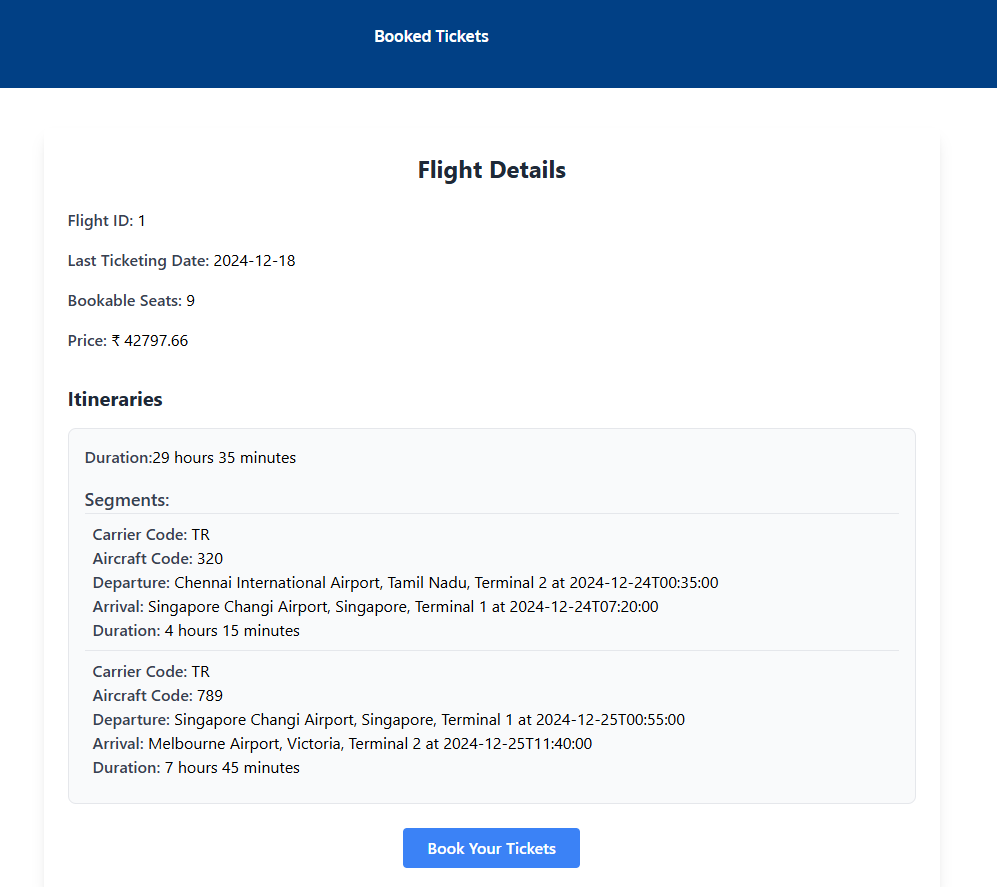 Booked Tickets
Flight Details
Flight ID: 1
Last Ticketing Date: 2024-12-18
Bookable Seats: 9
Price: ₹ 42797.66
Itineraries
Duration:29 hours 35 minutes
Segments:
Carrier Code: TR
Aircraft Code: 320
Departure: Chennai International Airport, Tamil Nadu, Terminal 2 at 2024-12-24T00:35:00
Arrival: Singapore Changi Airport, Singapore, Terminal 1 at 2024-12-24T07:20:00
Duration: 4 hours 15 minutes
Carrier Code: TR
Aircraft Code: 789
Departure: Singapore Changi Airport, Singapore, Terminal 1 at 2024-12-25T00:55:00
Arrival: Melbourne Airport, Victoria, Terminal 2 at 2024-12-25T11:40:00
Duration: 7 hours 45 minutes
Book Your Tickets